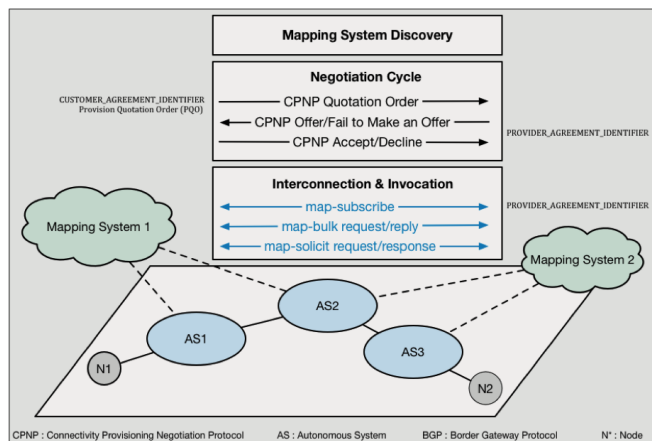 Mapping System Discovery
Negotiation Cycle
CUSTOMER_AGREEMENT_IDENTIFIER
Provision Quotation Order (PQO)
CPNP Quotation Order
CPNP Offer/Fail to Make an Offer
CPNP Accept/Decline
PROVIDER_AGREEMENT_IDENTIFIER
Interconnection & Invocation
map-subscribe
PROVIDER_AGREEMENT_IDENTIFIER
map-bulk request/reply
map-solicit request/response
Mapping System 1
Mapping System 2
AS2
AS1
AS3
N1
N2
CPNP : Connectivity Provisioning Negotiation Protocol AS : Autonomous System BGP : Border Gateway Protocol N* : Node